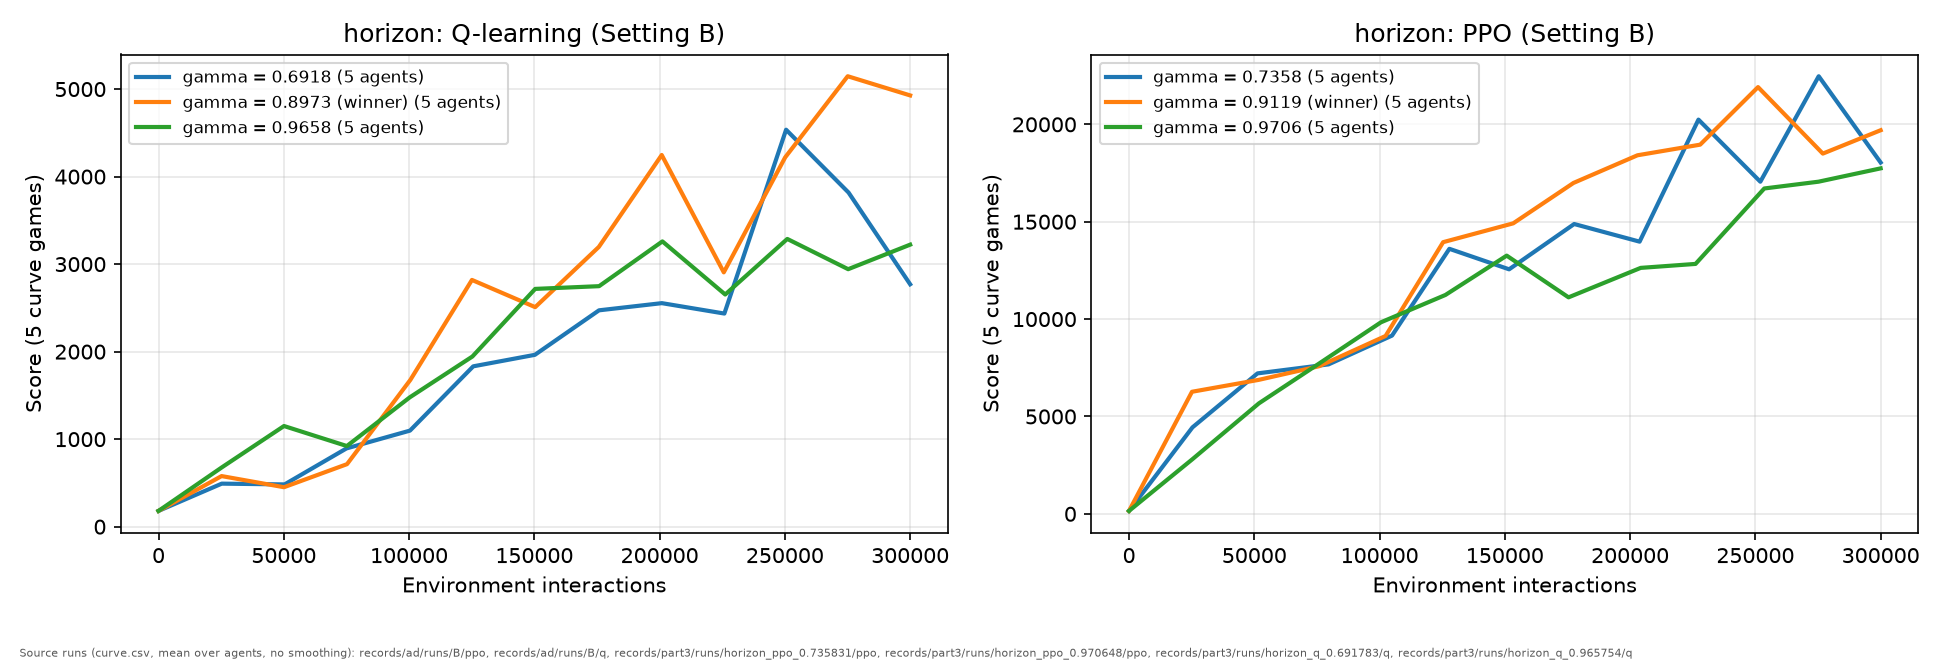 horizon: Q-learning (Setting B)
gamma = 0.6918 (5 agents)
gamma = 0.8973 (winner) (5 agents)
gamma = 0.9658 (5 agents)
Score (5 curve games)
5000
4000
3000
2000
1000
0
0 50000 100000 150000 200000 250000 300000
Environment interactions
horizon: PPO (Setting B)
gamma = 0.7358 (5 agents)
gamma = 0.9119 (winner) (5 agents)
gamma = 0.9706 (5 agents)
Score (5 curve games)
20000
15000
10000
5000
0
0 50000 100000 150000 200000 250000 300000
Environment interactions
Source runs (curve.csv, mean over agents, no smoothing): records/ad/runs/B/ppo, records/ad/runs/B/q, records/part3/runs/horizon_ppo_0.735831/ppo, records/part3/runs/horizon_ppo_0.970648/ppo, records/part3/runs/horizon_q_0.691783/q, records/part3/runs/horizon_q_0.965754/q